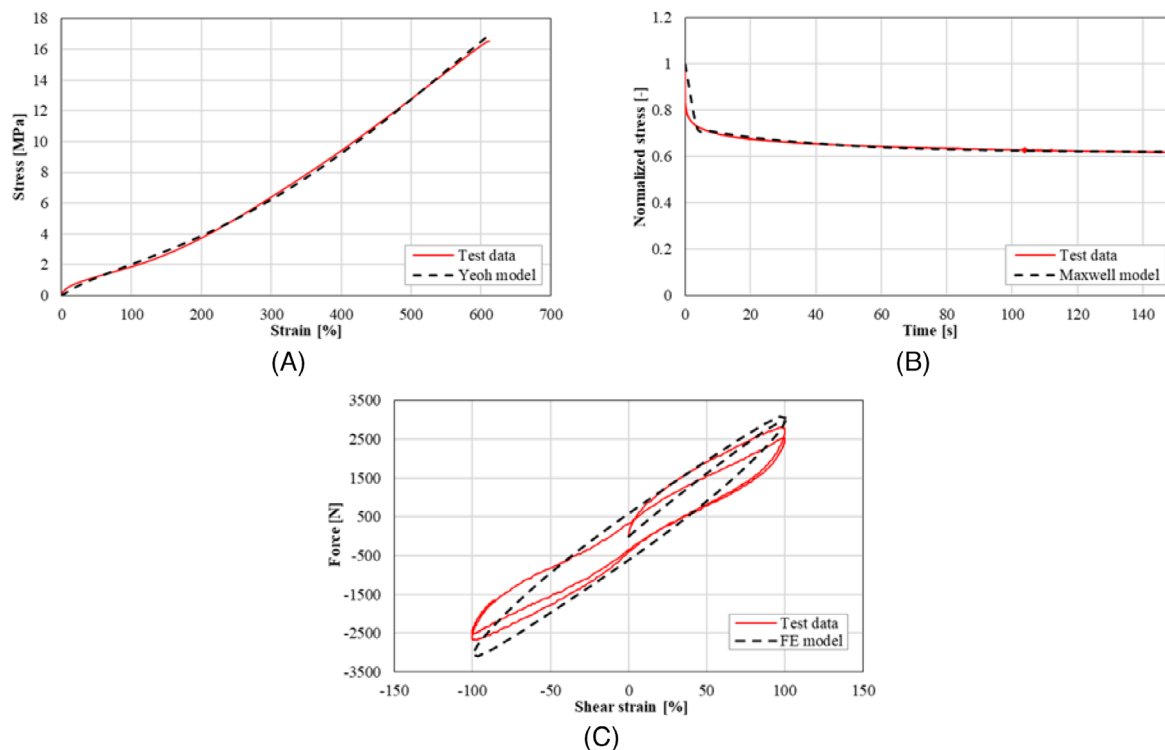 18
16
14
12
10
8
6
4
2
0
Stress [MPa]
0 100 200 300 400 500 600 700
Strain [%]
Test data
Yeoh model
(A)
1.2
1
0.8
0.6
0.4
0.2
0
Normalized stress [-]
0 20 40 60 80 100 120 140
Time [s]
Test data
Maxwell model
(B)
3500
2500
1500
500
-500
-1500
-2500
-3500
Force [N]
-150 -100 -50 0 50 100 150
Shear strain [%]
Test data
FE model
(C)